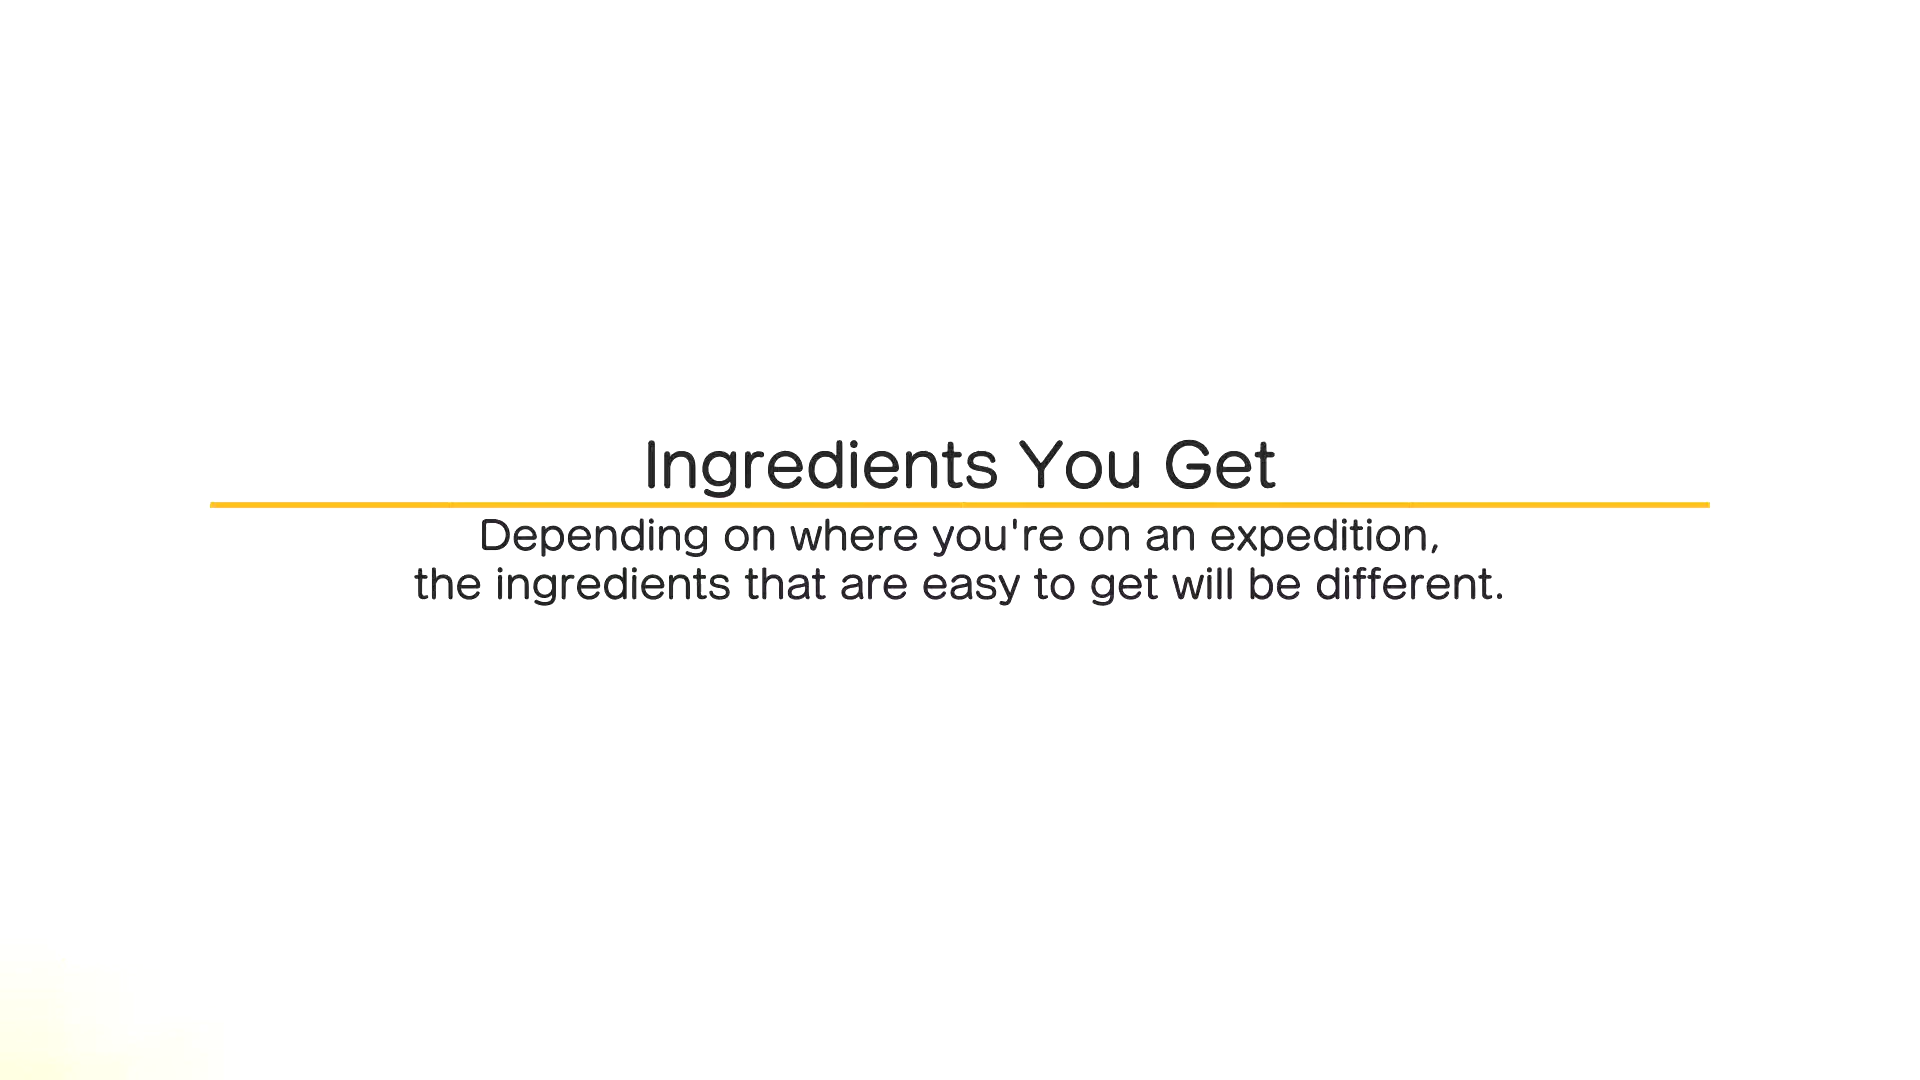 Ingredients You Get
Depending on where you're on an expedition,
the ingredients that are easy to get will be different.